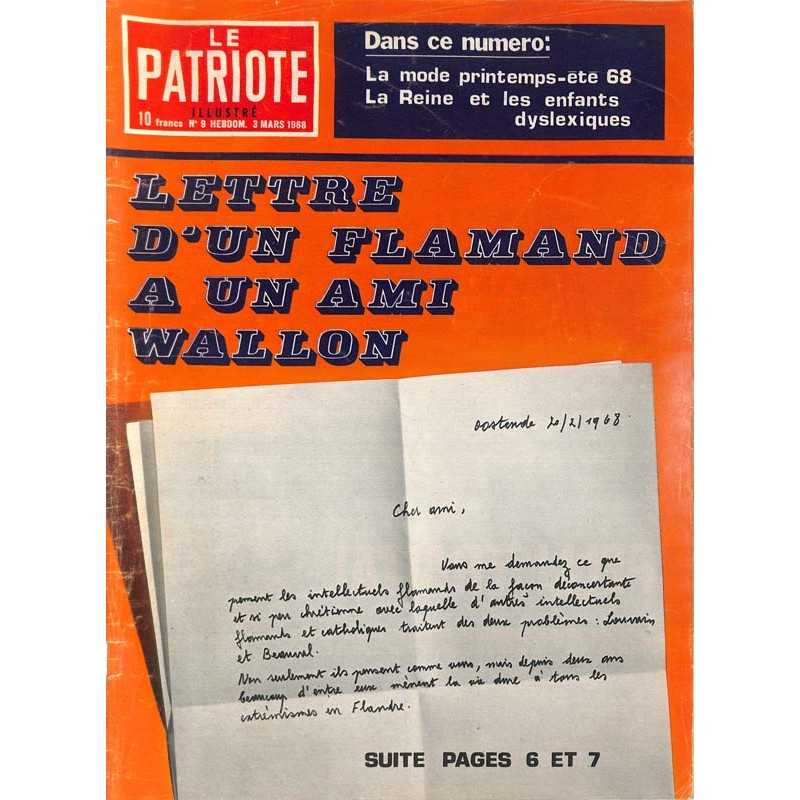 LE
PATRIOTE
ILLUSTRÉ
10 francs N° 9 HEBDOM. 3 MARS 1968
Dans ce numero:
La mode printemps-ete 68
La Reine et les enfants
dyslexiques
LETTRE
D'UN FLAMAND
A UN AMI
WALLON
Oostende 20/2/1968.
Cher ami,
Vous me demandez ce que
pensent les intellectuels flamands de la façon déconcertante
et si peu chrétienne avec laquelle d'autres intellectuels
flamands et catholiques traitent des deux problèmes : Louvain
et Beauval.
Non seulement ils pensent comme vous, mais depuis deux ans
beaucoup d'entre eux mènent la vie dure à tous les
extrémismes en Flandre.
SUITE PAGES 6 ET 7